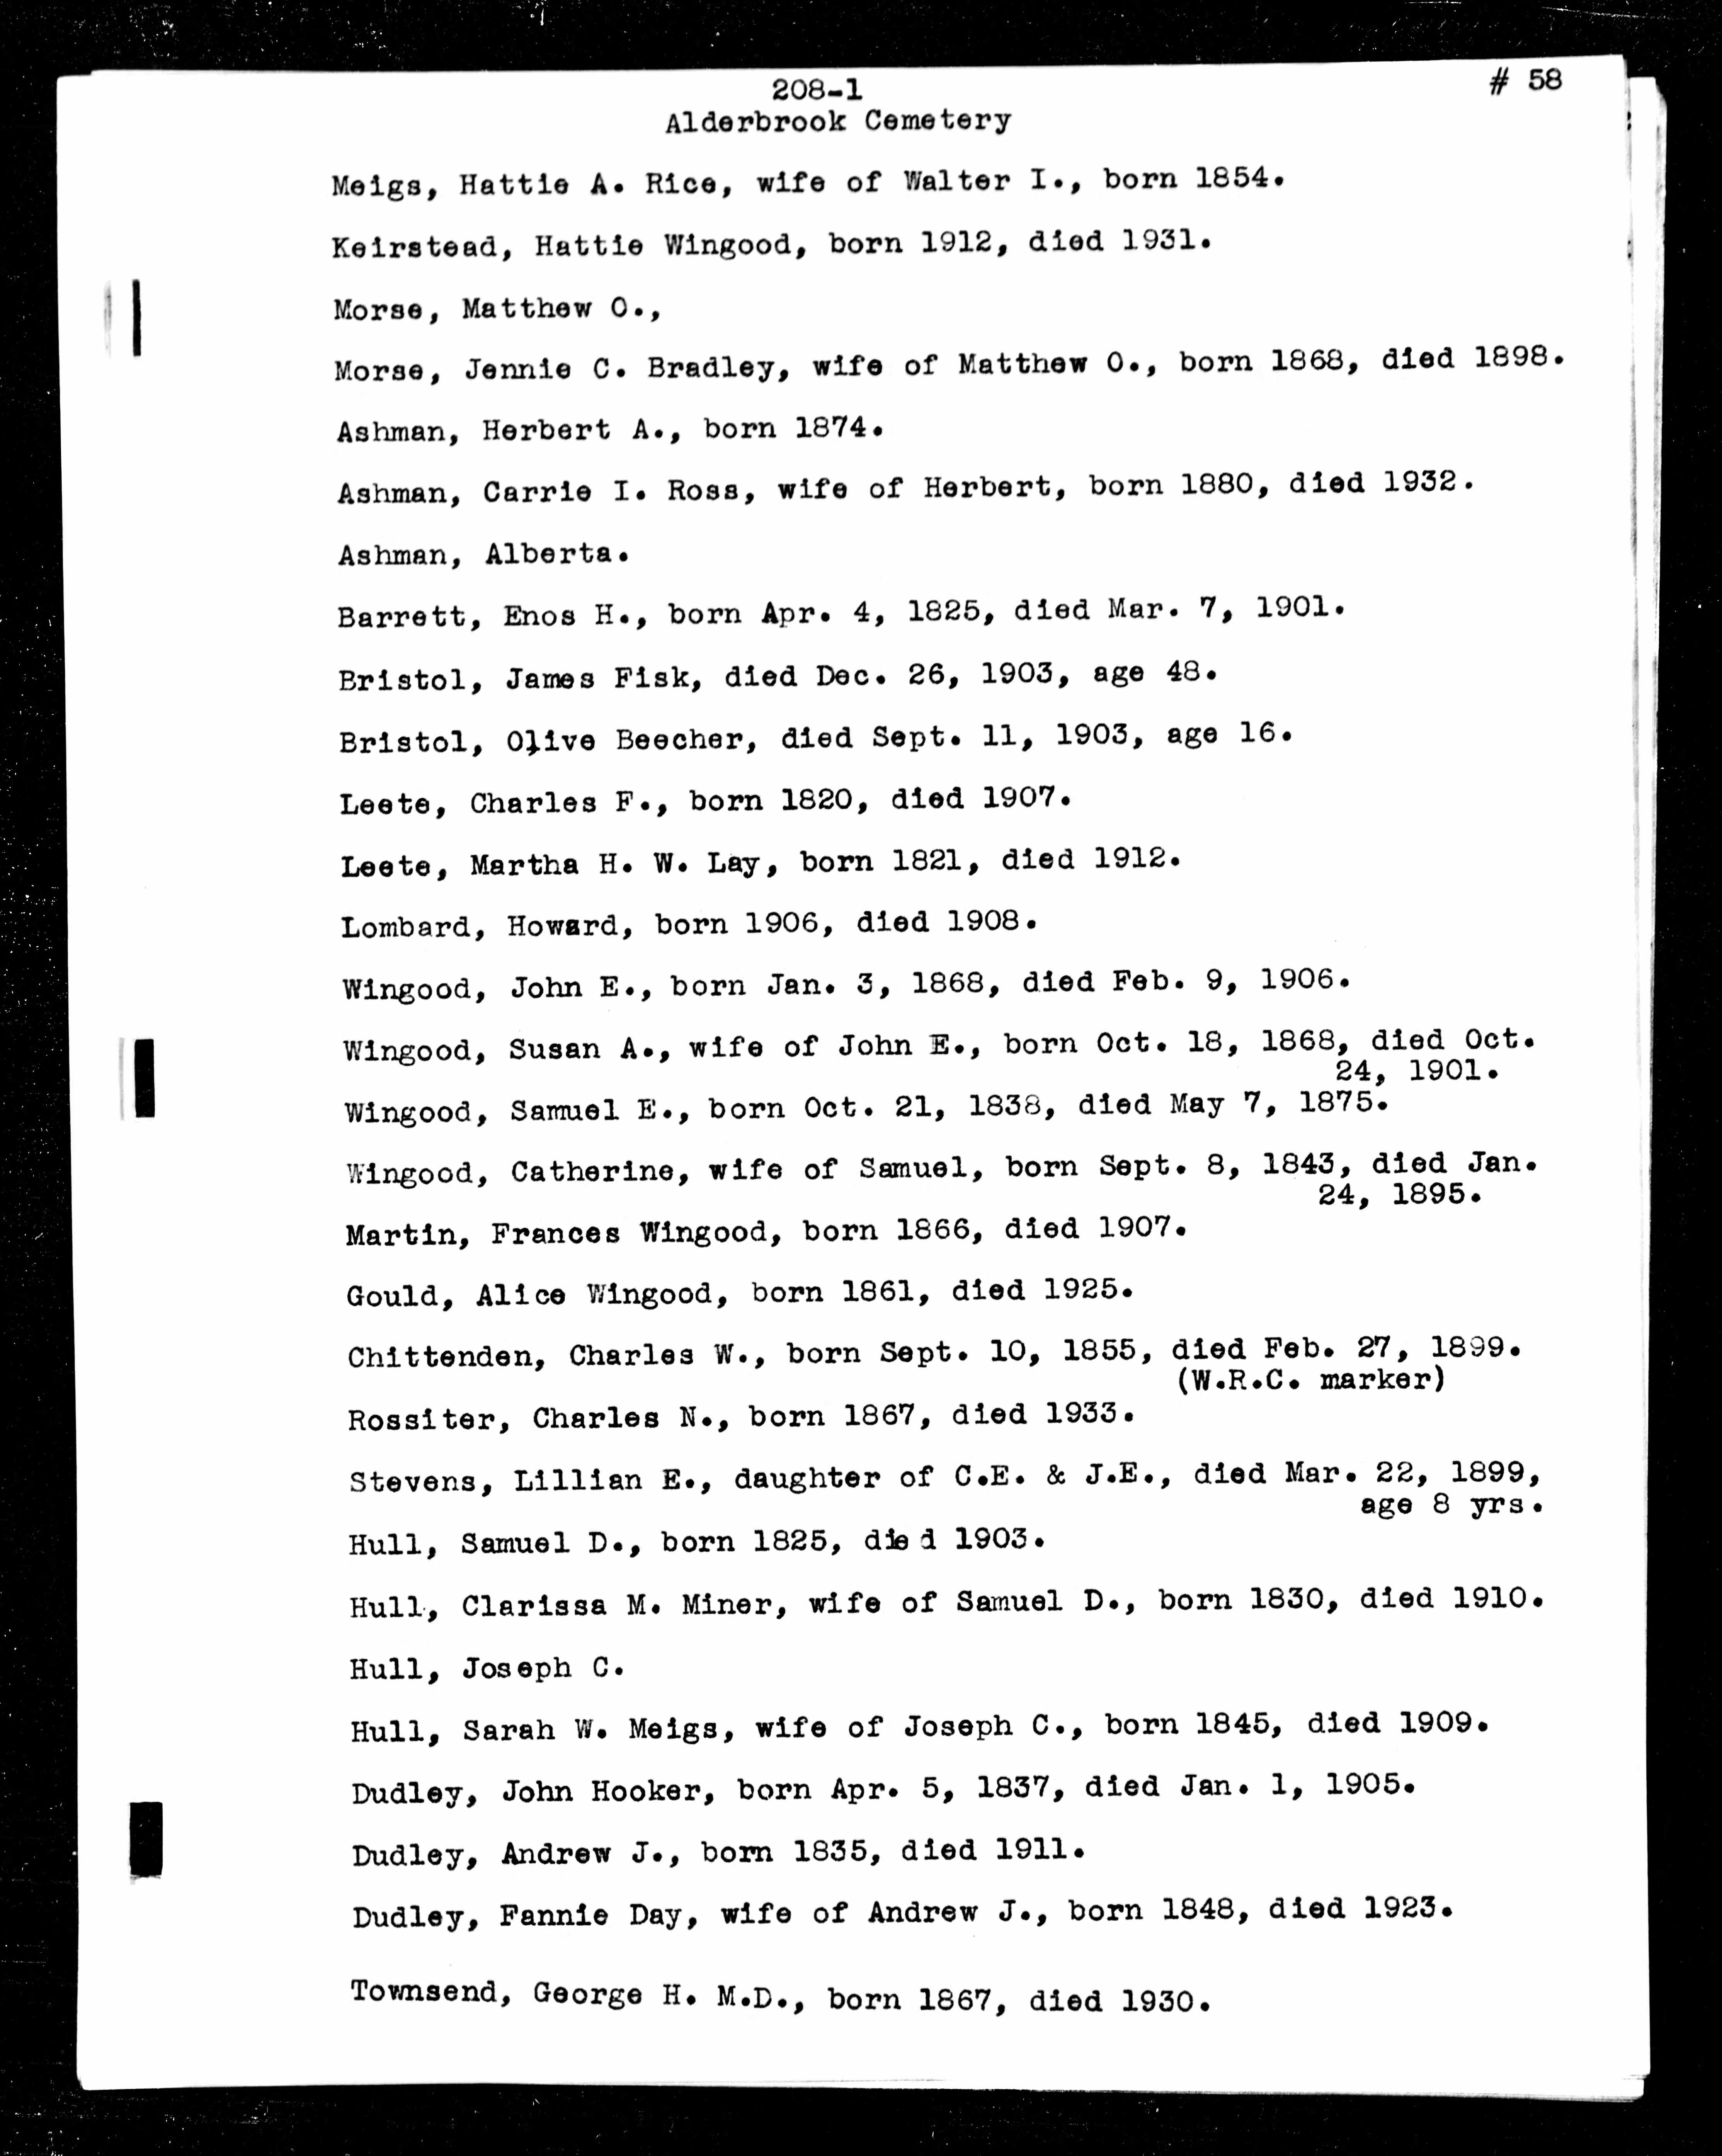 208-1
# 58
Alderbrook Cemetery
Meigs, Hattie A. Rice, wife of Walter I., born 1854.
Keirstead, Hattie Wingood, born 1912, died 1931.
Morse, Matthew O.,
Morse, Jennie C. Bradley, wife of Matthew O., born 1868, died 1898.
Ashman, Herbert A., born 1874.
Ashman, Carrie I. Ross, wife of Herbert, born 1880, died 1932.
Ashman, Alberta.
Barrett, Enos H., born Apr. 4, 1825, died Mar. 7, 1901.
Bristol, James Fisk, died Dec. 26, 1903, age 48.
Bristol, Olive Beecher, died Sept. 11, 1903, age 16.
Leete, Charles F., born 1820, died 1907.
Leete, Martha H. W. Lay, born 1821, died 1912.
Lombard, Howard, born 1906, died 1908.
Wingood, John E., born Jan. 3, 1868, died Feb. 9, 1906.
Wingood, Susan A., wife of John E., born Oct. 18, 1868, died Oct.
24, 1901.
Wingood, Samuel E., born Oct. 21, 1838, died May 7, 1875.
Wingood, Catherine, wife of Samuel, born Sept. 8, 1843, died Jan.
24, 1895.
Martin, Frances Wingood, born 1866, died 1907.
Gould, Alice Wingood, born 1861, died 1925.
Chittenden, Charles W., born Sept. 10, 1855, died Feb. 27, 1899.
(W.R.C. marker)
Rossiter, Charles N., born 1867, died 1933.
Stevens, Lillian E., daughter of C.E. & J.E., died Mar. 22, 1899,
age 8 yrs.
Hull, Samuel D., born 1825, died 1903.
Hull, Clarissa M. Miner, wife of Samuel D., born 1830, died 1910.
Hull, Joseph C.
Hull, Sarah W. Meigs, wife of Joseph C., born 1845, died 1909.
Dudley, John Hooker, born Apr. 5, 1837, died Jan. 1, 1905.
Dudley, Andrew J., born 1835, died 1911.
Dudley, Fannie Day, wife of Andrew J., born 1848, died 1923.
Townsend, George H. M.D., born 1867, died 1930.